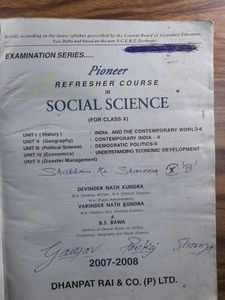 Strictly according to the latest syllabus prescribed by the Central Board of Secondary Education,
New Delhi and based on the new N.C.E.R.T. Textbooks
EXAMINATION SERIES.....
Pioneer
REFRESHER COURSE
IN
SOCIAL SCIENCE
(FOR CLASS X)
UNIT I (History) : INDIA AND THE CONTEMPORARY WORLD-II
UNIT II (Geography) : CONTEMPORARY INDIA - II
UNIT III (Political Science) : DEMOCRATIC POLITICS-II
UNIT IV (Economics) : UNDERSTANDING ECONOMIC DEVELOPMENT
UNIT V (Disaster Management)
Shubham Kr Sharma X 'B'
DEVINDER NATH KUNDRA
VARINDER NATH KUNDRA
&
B.S. BAWA
Gaurav Pankaj Sharma
2007-2008
DHANPAT RAI & CO. (P) LTD.